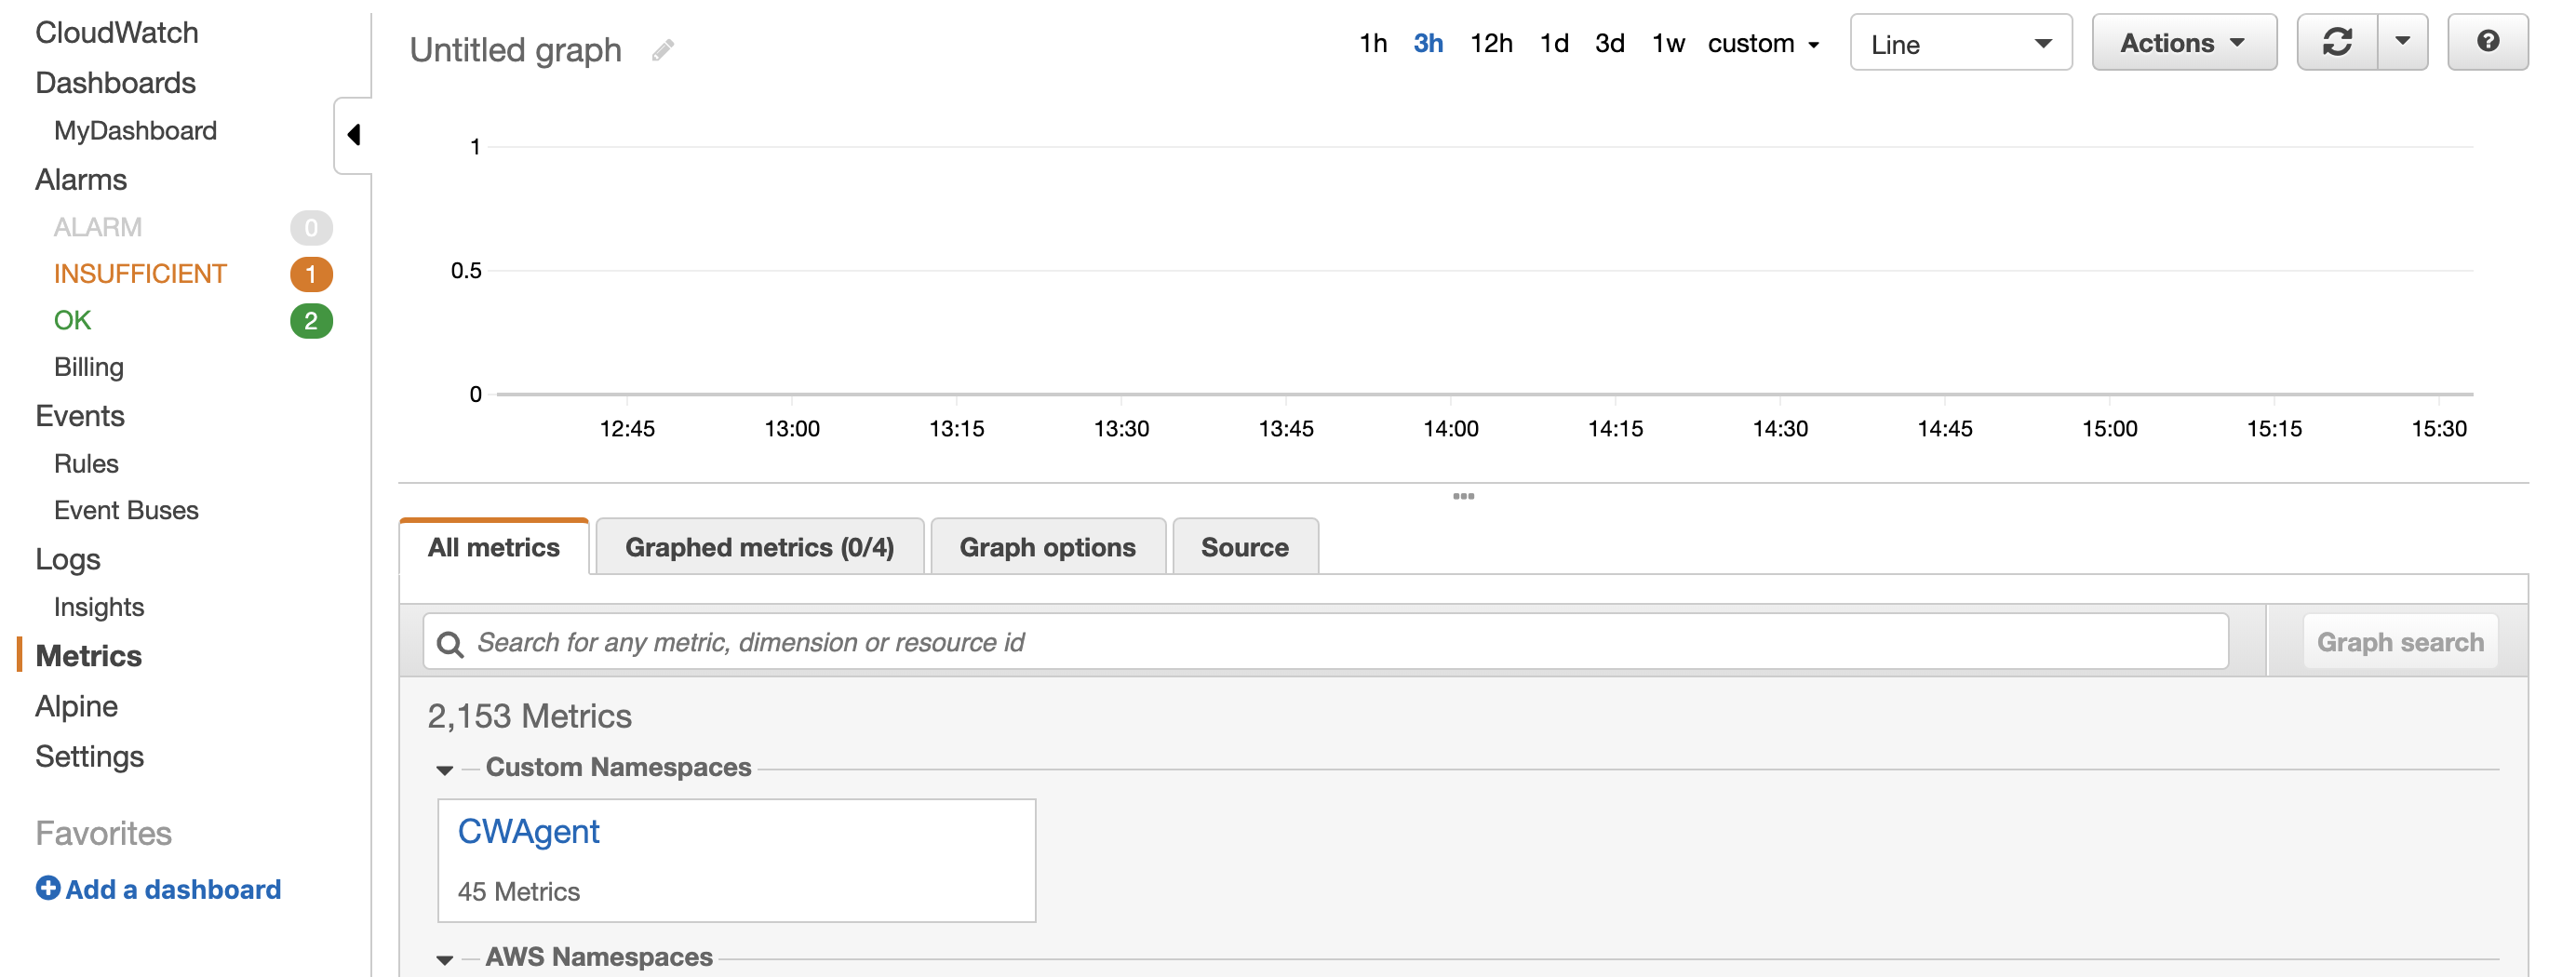 CloudWatch
Dashboards
MyDashboard
Alarms
ALARM 0
INSUFFICIENT 1
OK 2
Billing
Events
Rules
Event Buses
Logs
Insights
Metrics
Alpine
Settings
Favorites
Add a dashboard
Untitled graph
1h 3h 12h 1d 3d 1w custom Line Actions ?
1
0.5
0
12:45 13:00 13:15 13:30 13:45 14:00 14:15 14:30 14:45 15:00 15:15 15:30
All metrics Graphed metrics (0/4) Graph options Source
Search for any metric, dimension or resource id Graph search
2,153 Metrics
Custom Namespaces
CWAgent
45 Metrics
AWS Namespaces